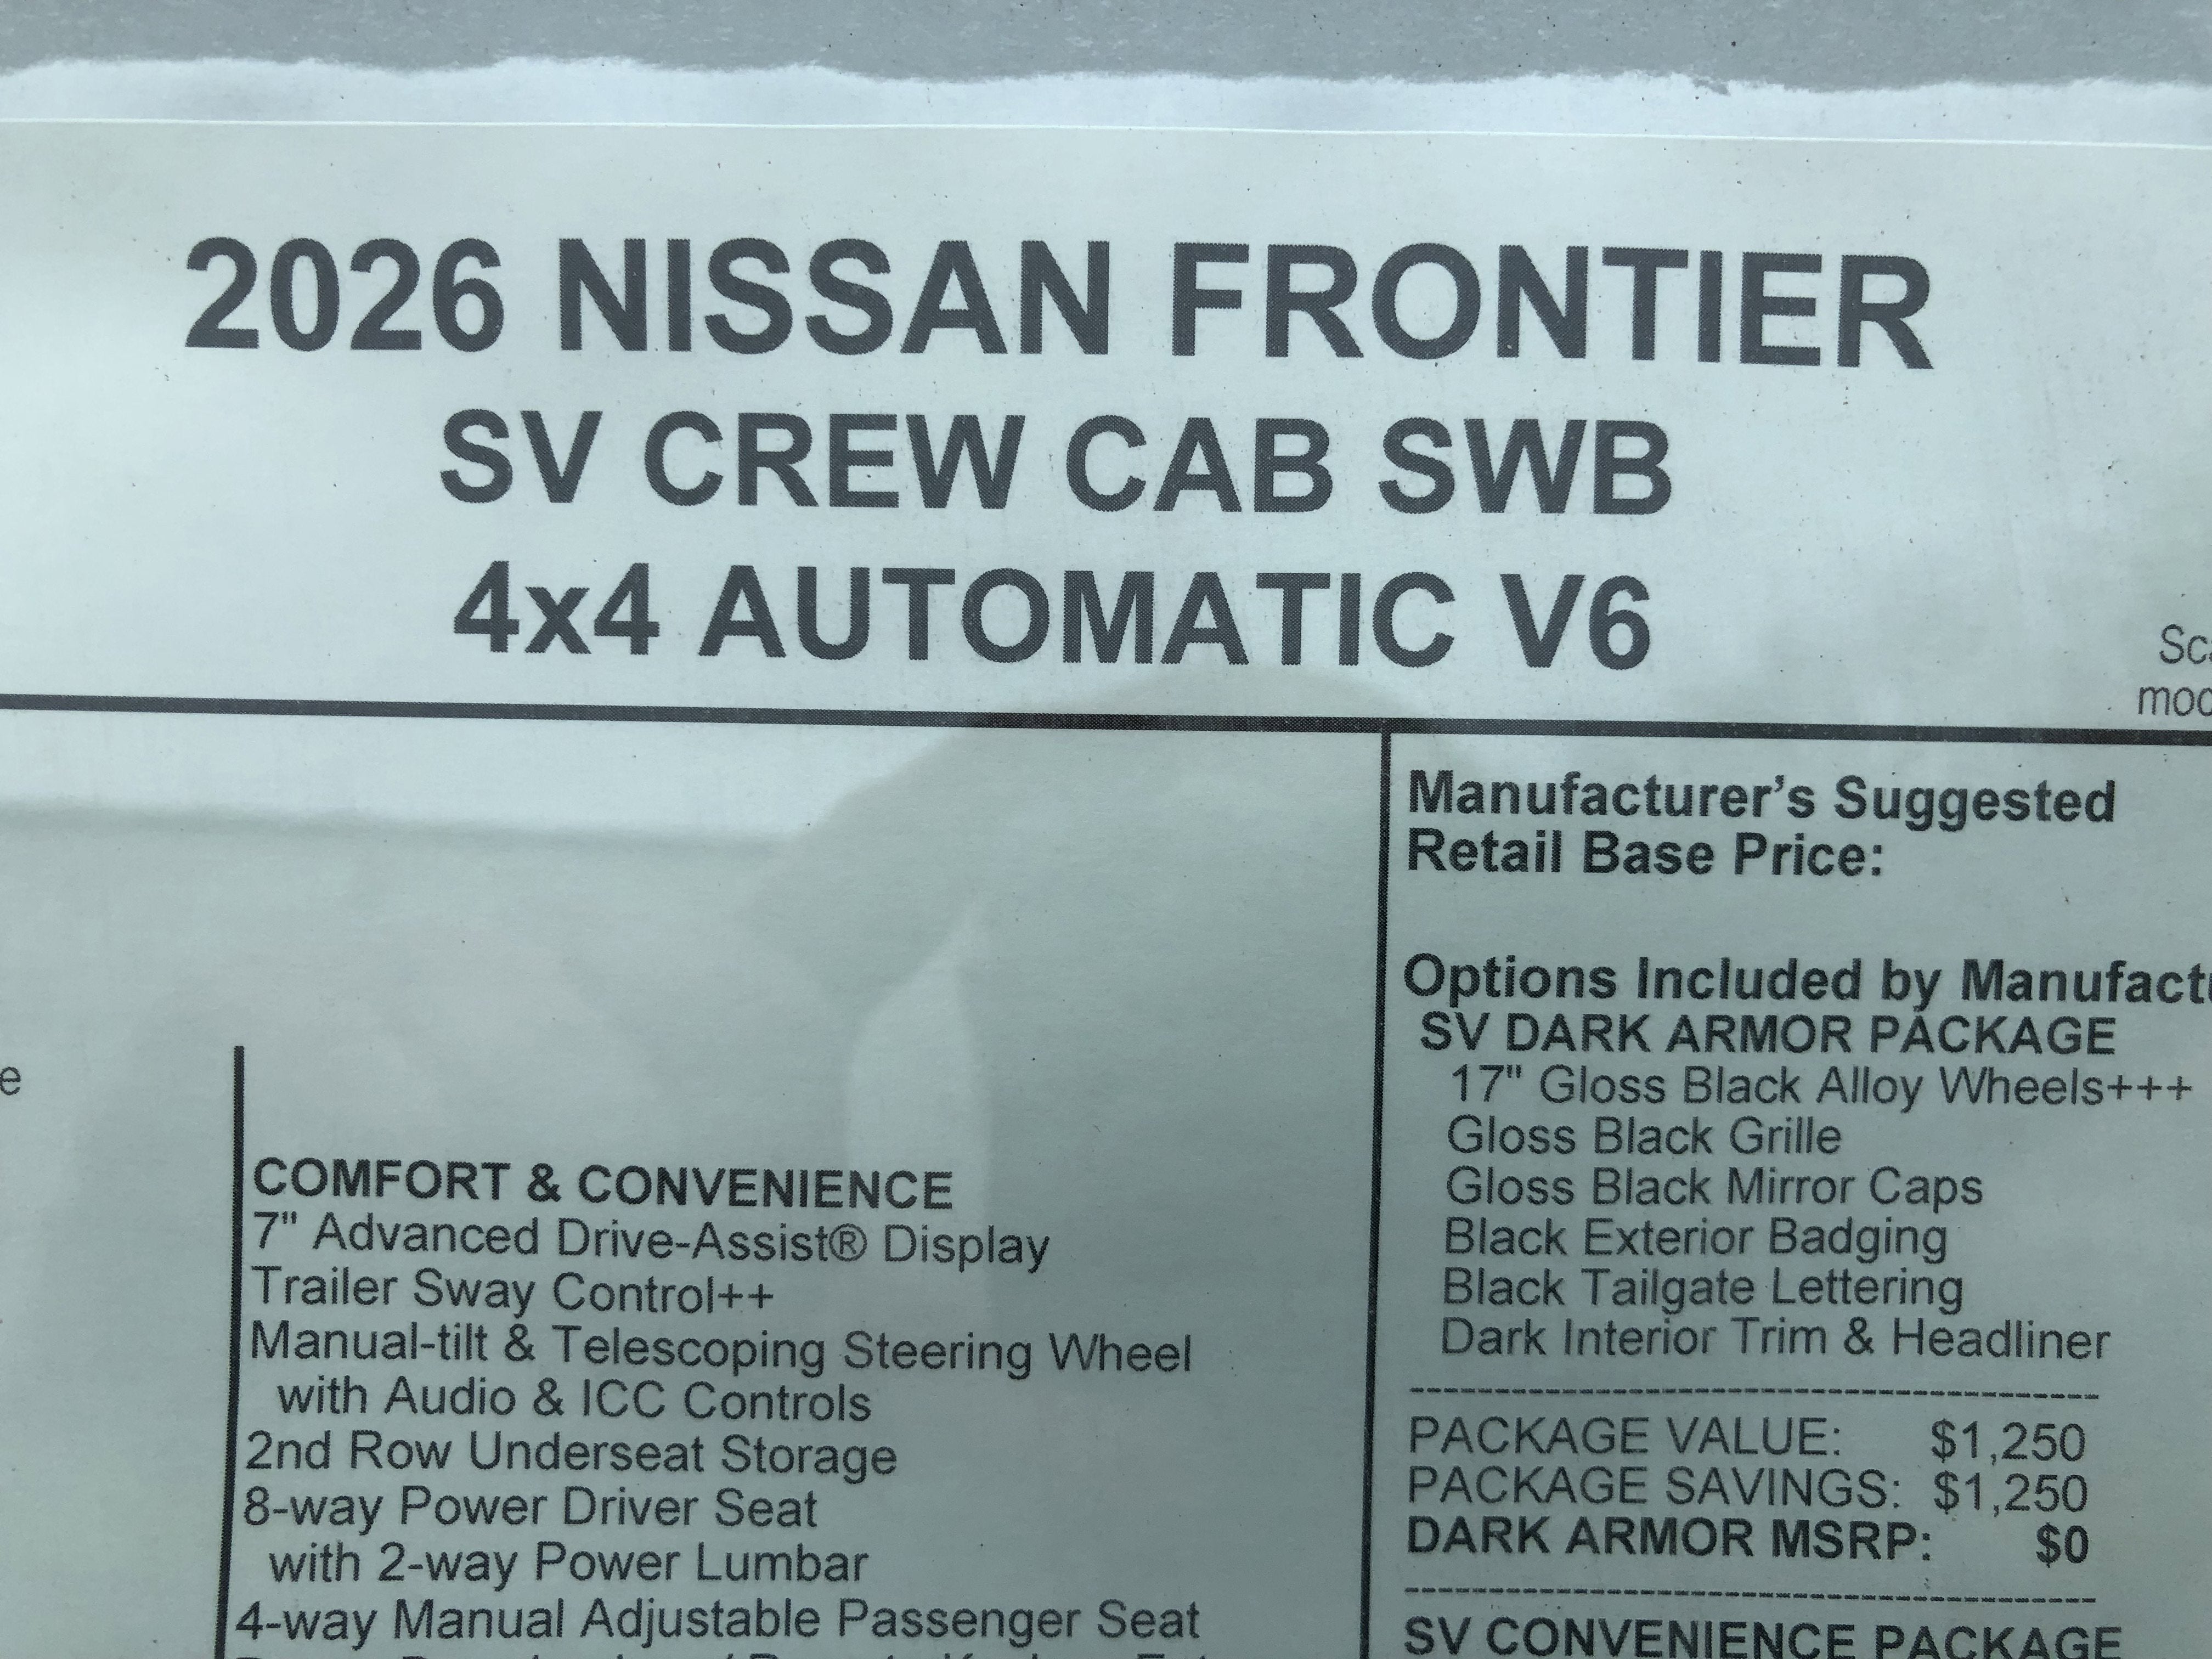 2026 NISSAN FRONTIER
SV CREW CAB SWB
4x4 AUTOMATIC V6
e
COMFORT & CONVENIENCE
7" Advanced Drive-Assist® Display
Trailer Sway Control++
Manual-tilt & Telescoping Steering Wheel
with Audio & ICC Controls
2nd Row Underseat Storage
8-way Power Driver Seat
with 2-way Power Lumbar
4-way Manual Adjustable Passenger Seat
Manufacturer's Suggested
Retail Base Price:
Options Included by Manufact
SV DARK ARMOR PACKAGE
17" Gloss Black Alloy Wheels+++
Gloss Black Grille
Gloss Black Mirror Caps
Black Exterior Badging
Black Tailgate Lettering
Dark Interior Trim & Headliner
PACKAGE VALUE: $1,250
PACKAGE SAVINGS: $1,250
DARK ARMOR MSRP: $0
SV CONVENIENCE PACKAGE